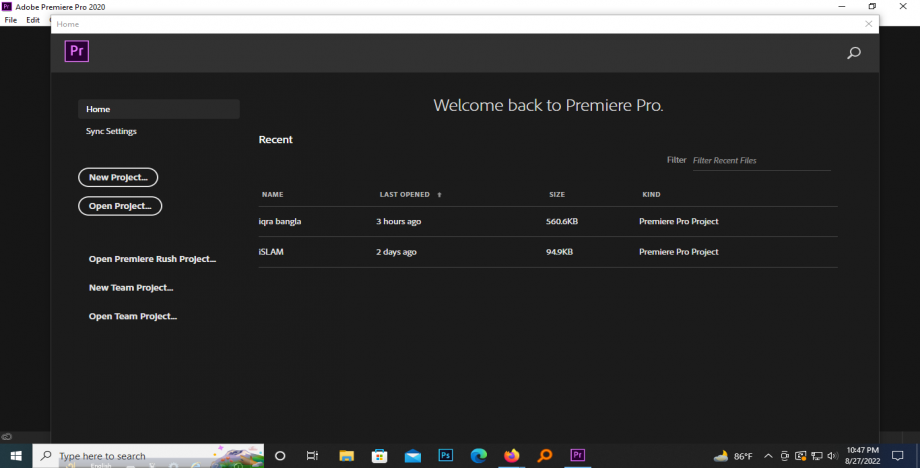 Adobe Premiere Pro 2020
File Edit
Home
Pr
Home
Sync Settings
New Project...
Open Project...
Open Premiere Rush Project...
New Team Project...
Open Team Project...
Welcome back to Premiere Pro.
Recent
Filter Filter Recent Files
NAME LAST OPENED SIZE KIND
iqra bangla 3 hours ago 560.6KB Premiere Pro Project
iSLAM 2 days ago 94.9KB Premiere Pro Project
Type here to search
English
Ps
Pr
86°F
10:47 PM
8/27/2022